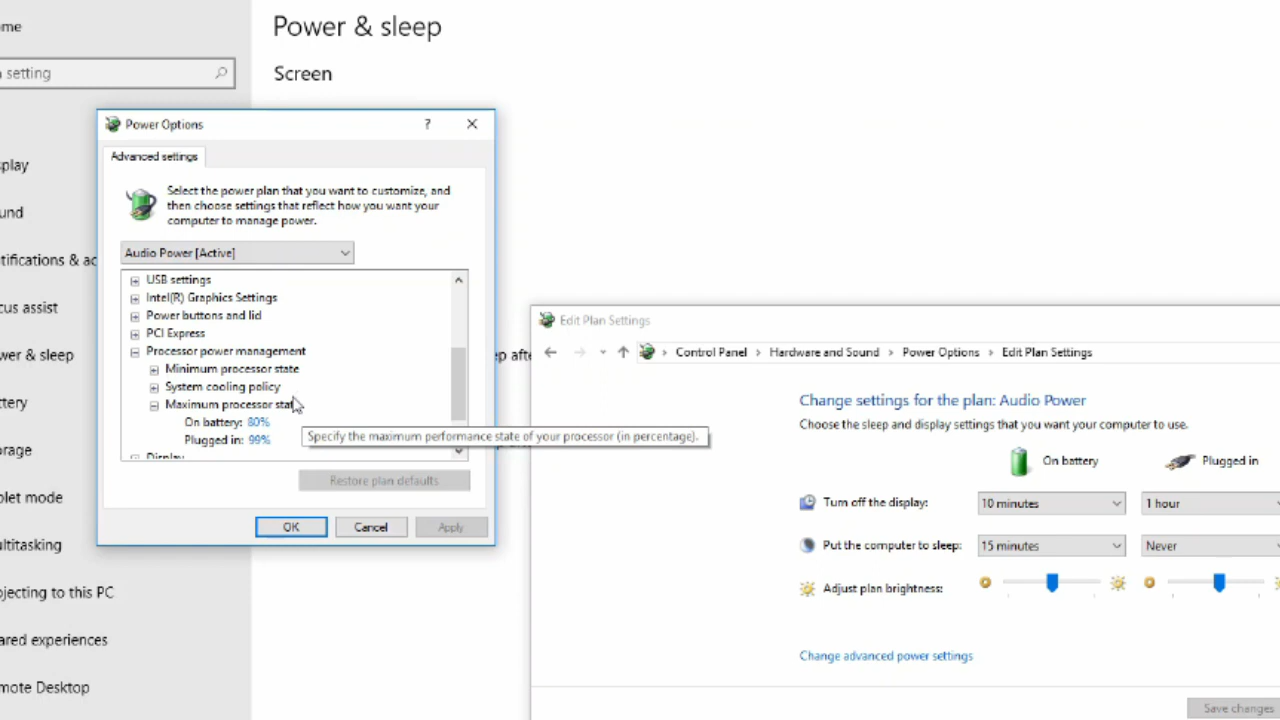 Power & sleep
Screen
ome
a setting
splay
und
tifications & ac
cus assist
wer & sleep
ttery
orage
blet mode
ultitasking
ojecting to this PC
ared experiences
mote Desktop
ep afte
Power Options
?
Advanced settings
Select the power plan that you want to customize, and
then choose settings that reflect how you want your
computer to manage power.
Audio Power [Active]
USB settings
Intel(R) Graphics Settings
Power buttons and lid
PCI Express
Processor power management
Minimum processor state
System cooling policy
Maximum processor stat
On battery: 80%
Plugged in: 99%
Display
Specify the maximum performance state of your processor (in percentage).
Restore plan defaults
OK Cancel Apply
Edit Plan Settings
Control Panel > Hardware and Sound > Power Options > Edit Plan Settings
Change settings for the plan: Audio Power
Choose the sleep and display settings that you want your computer to use.
On battery Plugged in
Turn off the display: 10 minutes 1 hour
Put the computer to sleep: 15 minutes Never
Adjust plan brightness:
Change advanced power settings
Save changes